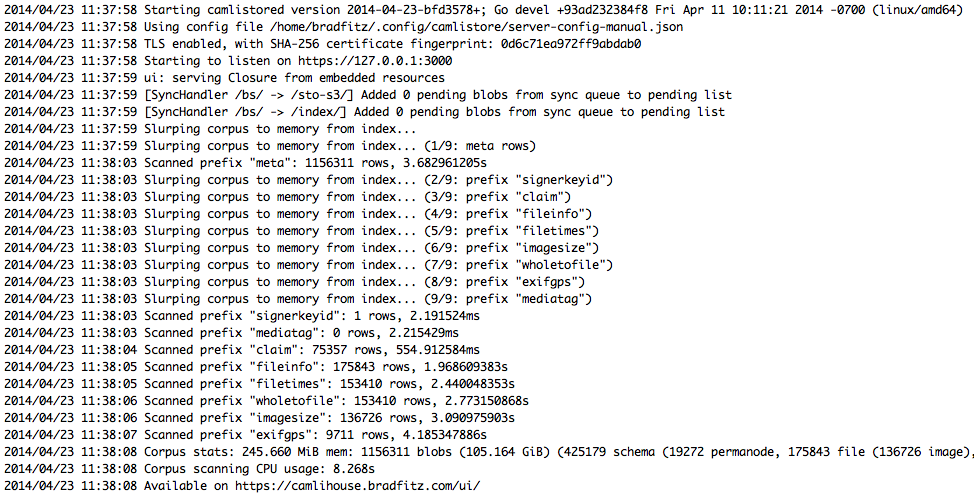 2014/04/23 11:37:58 Starting camlistored version 2014-04-23-bfd3578+; Go devel +93ad232384f8 Fri Apr 11 10:11:21 2014 -0700 (linux/amd64)
2014/04/23 11:37:58 Using config file /home/bradfitz/.config/camlistore/server-config-manual.json
2014/04/23 11:37:58 TLS enabled, with SHA-256 certificate fingerprint: 0d6c71ea972ff9abdab0
2014/04/23 11:37:58 Starting to listen on https://127.0.0.1:3000
2014/04/23 11:37:59 ui: serving Closure from embedded resources
2014/04/23 11:37:59 [SyncHandler /bs/ -> /sto-s3/] Added 0 pending blobs from sync queue to pending list
2014/04/23 11:37:59 [SyncHandler /bs/ -> /index/] Added 0 pending blobs from sync queue to pending list
2014/04/23 11:37:59 Slurping corpus to memory from index...
2014/04/23 11:37:59 Slurping corpus to memory from index... (1/9: meta rows)
2014/04/23 11:38:03 Scanned prefix "meta": 1156311 rows, 3.682961205s
2014/04/23 11:38:03 Slurping corpus to memory from index... (2/9: prefix "signerkeyid")
2014/04/23 11:38:03 Slurping corpus to memory from index... (3/9: prefix "claim")
2014/04/23 11:38:03 Slurping corpus to memory from index... (4/9: prefix "fileinfo")
2014/04/23 11:38:03 Slurping corpus to memory from index... (5/9: prefix "filetimes")
2014/04/23 11:38:03 Slurping corpus to memory from index... (6/9: prefix "imagesize")
2014/04/23 11:38:03 Slurping corpus to memory from index... (7/9: prefix "wholetofile")
2014/04/23 11:38:03 Slurping corpus to memory from index... (8/9: prefix "exifgps")
2014/04/23 11:38:03 Slurping corpus to memory from index... (9/9: prefix "mediatag")
2014/04/23 11:38:03 Scanned prefix "signerkeyid": 1 rows, 2.191524ms
2014/04/23 11:38:03 Scanned prefix "mediatag": 0 rows, 2.215429ms
2014/04/23 11:38:04 Scanned prefix "claim": 75357 rows, 554.912584ms
2014/04/23 11:38:05 Scanned prefix "fileinfo": 175843 rows, 1.968609383s
2014/04/23 11:38:05 Scanned prefix "filetimes": 153410 rows, 2.440048353s
2014/04/23 11:38:06 Scanned prefix "wholetofile": 153410 rows, 2.773150868s
2014/04/23 11:38:06 Scanned prefix "imagesize": 136726 rows, 3.090975903s
2014/04/23 11:38:07 Scanned prefix "exifgps": 9711 rows, 4.185347886s
2014/04/23 11:38:08 Corpus stats: 245.660 MiB mem: 1156311 blobs (105.164 GiB) (425179 schema (19272 permanode, 175843 file (136726 image),
2014/04/23 11:38:08 Corpus scanning CPU usage: 8.268s
2014/04/23 11:38:08 Available on https://camlihouse.bradfitz.com/ui/